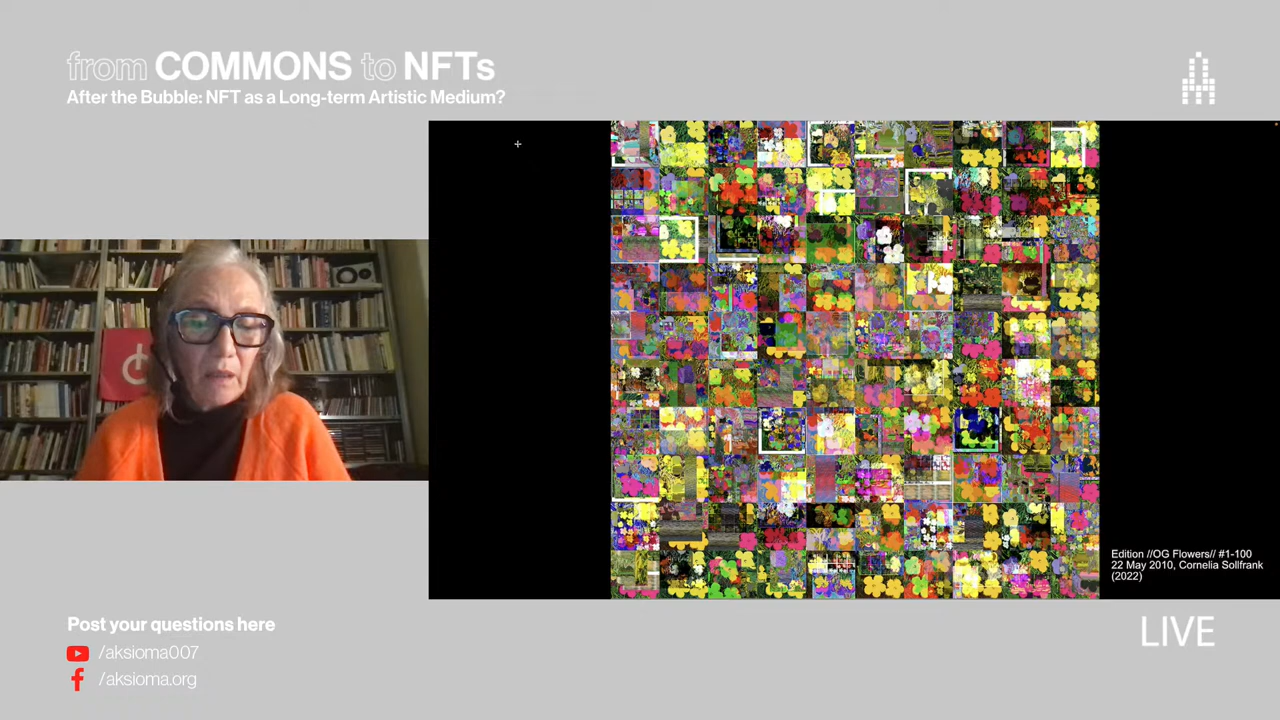 from COMMONS to NFTs
After the Bubble: NFT as a Long-term Artistic Medium?
Edition //OG Flowers// #1-100
22 May 2010, Cornelia Sollfrank
(2022)
Post your questions here
/aksioma007
/aksioma.org
LIVE